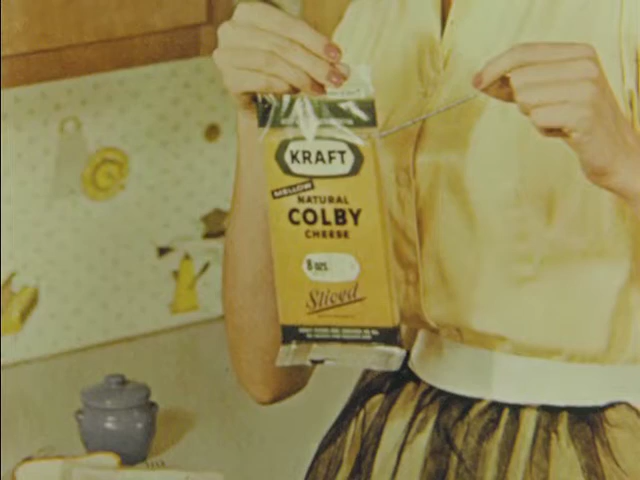 KRAFT
MELLOW
NATURAL
COLBY
CHEESE
8 OZS.
Sliced